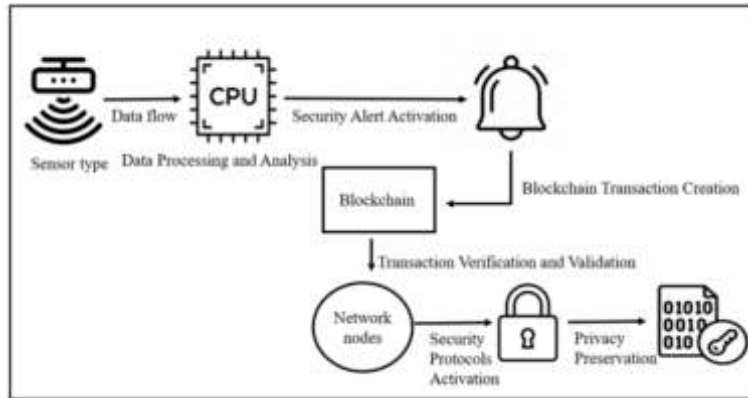 CPU
Data flow
Security Alert Activation
Sensor type
Data Processing and Analysis
Blockchain
Blockchain Transaction Creation
Transaction Verification and Validation
Network
nodes
Security
Protocols
Activation
Privacy
Preservation
01010
0010
010